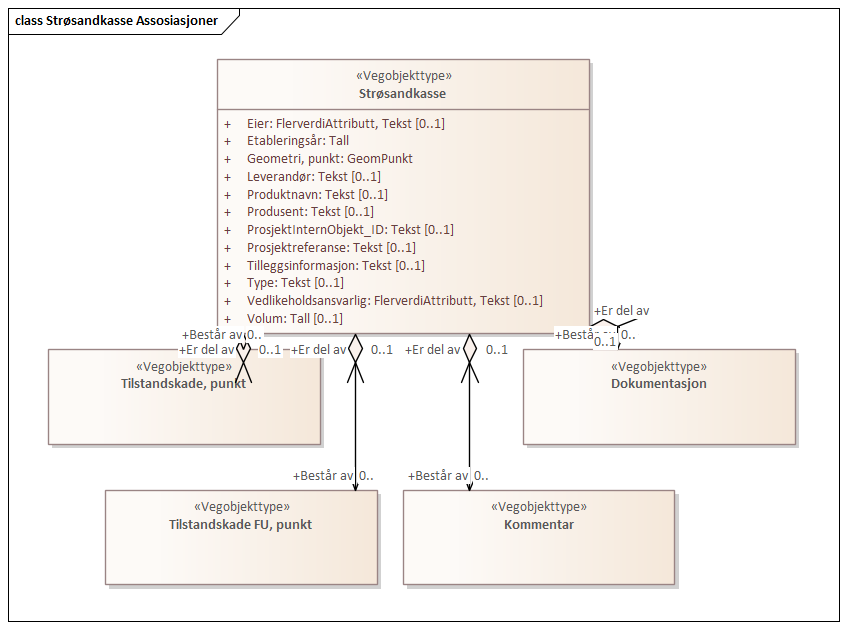 class Strøsandkasse Assosiasjoner
«Vegobjekttype»
Strøsandkasse
+ Eier: FlerverdiAttributt, Tekst [0..1]
+ Etableringsår: Tall
+ Geometri, punkt: GeomPunkt
+ Leverandør: Tekst [0..1]
+ Produktnavn: Tekst [0..1]
+ Produsent: Tekst [0..1]
+ ProsjektInternObjekt_ID: Tekst [0..1]
+ Prosjektreferanse: Tekst [0..1]
+ Tilleggsinformasjon: Tekst [0..1]
+ Type: Tekst [0..1]
+ Vedlikeholdsansvarlig: FlerverdiAttributt, Tekst [0..1]
+ Volum: Tall [0..1]
+Er del av
+Består av 0..
+Består av 0..
0..1
+Er del av 0..1
+Er del av 0..1
+Er del av 0..1
«Vegobjekttype»
Tilstandskade, punkt
«Vegobjekttype»
Dokumentasjon
+Består av 0..
+Består av 0..
«Vegobjekttype»
Tilstandskade FU, punkt
«Vegobjekttype»
Kommentar